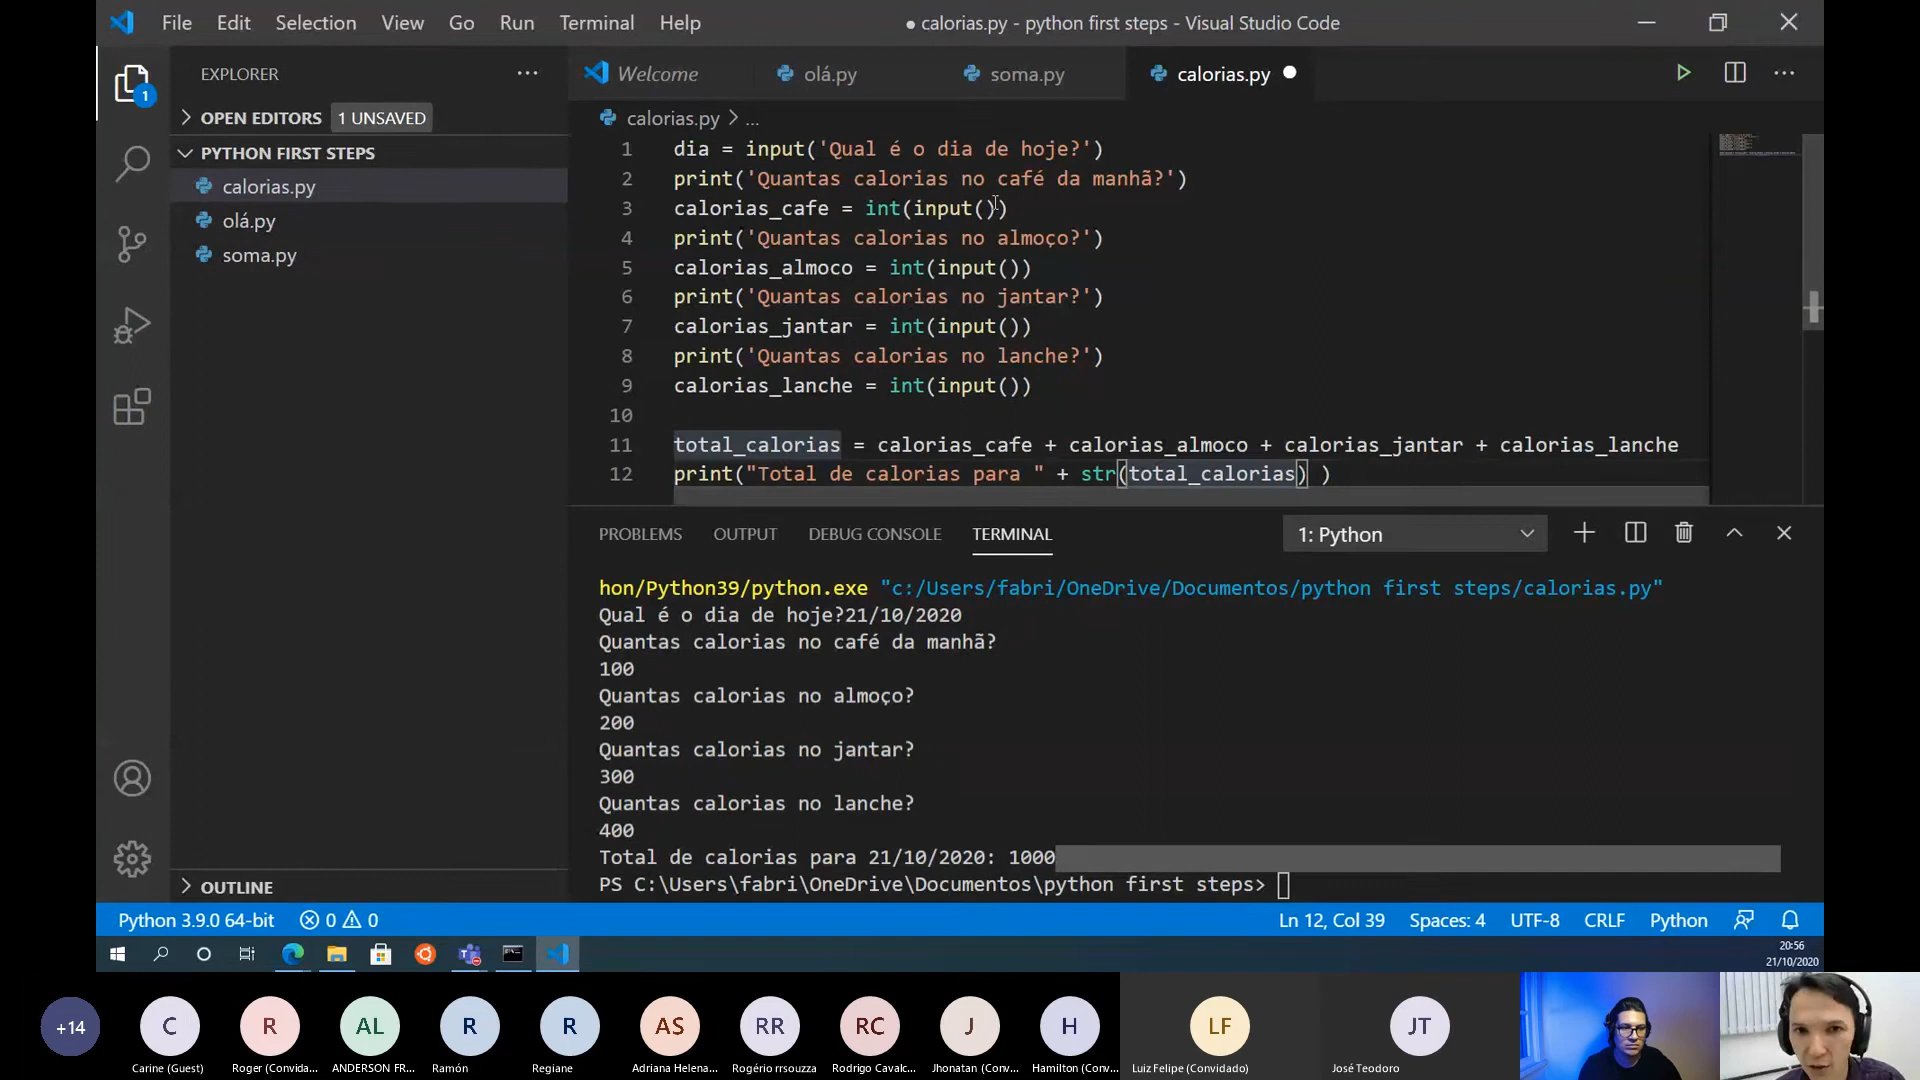 File Edit Selection View Go Run Terminal Help
● calorias.py - python first steps - Visual Studio Code
EXPLORER
OPEN EDITORS 1 UNSAVED
PYTHON FIRST STEPS
calorias.py
olá.py
soma.py
OUTLINE
1
Welcome olá.py soma.py calorias.py
calorias.py > ...
1 dia = input('Qual é o dia de hoje?')
2 print('Quantas calorias no café da manhã?')
3 calorias_cafe = int(input())
4 print('Quantas calorias no almoço?')
5 calorias_almoco = int(input())
6 print('Quantas calorias no jantar?')
7 calorias_jantar = int(input())
8 print('Quantas calorias no lanche?')
9 calorias_lanche = int(input())
10
11 total_calorias = calorias_cafe + calorias_almoco + calorias_jantar + calorias_lanche
12 print("Total de calorias para " + str(total_calorias) )
PROBLEMS OUTPUT DEBUG CONSOLE TERMINAL 1: Python
hon/Python39/python.exe "c:/Users/fabri/OneDrive/Documentos/python first steps/calorias.py"
Qual é o dia de hoje?21/10/2020
Quantas calorias no café da manhã?
100
Quantas calorias no almoço?
200
Quantas calorias no jantar?
300
Quantas calorias no lanche?
400
Total de calorias para 21/10/2020: 1000
PS C:\Users\fabri\OneDrive\Documentos\python first steps>
Python 3.9.0 64-bit 0 0 Ln 12, Col 39 Spaces: 4 UTF-8 CRLF Python
20:56
21/10/2020
+14 C R AL R R AS RR RC J H LF JT
Carine (Guest) Roger (Convida... ANDERSON FR... Ramón Regiane Adriana Helena... Rogério rrsouzza Rodrigo Cavalc... Jhonatan (Conv... Hamilton (Conv... Luiz Felipe (Convidado) José Teodoro